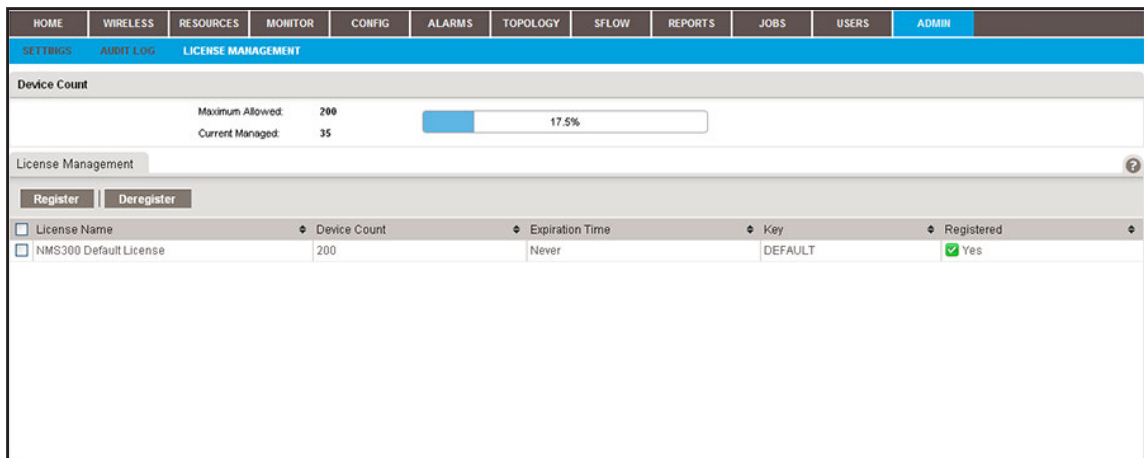 HOME WIRELESS RESOURCES MONITOR CONFIG ALARMS TOPOLOGY SFLOW REPORTS JOBS USERS ADMIN
SETTINGS AUDIT LOG LICENSE MANAGEMENT
Device Count
Maximum Allowed: 200
17.5%
Current Managed: 35
License Management ?
Register Deregister
License Name Device Count Expiration Time Key Registered
NMS300 Default License 200 Never DEFAULT Yes